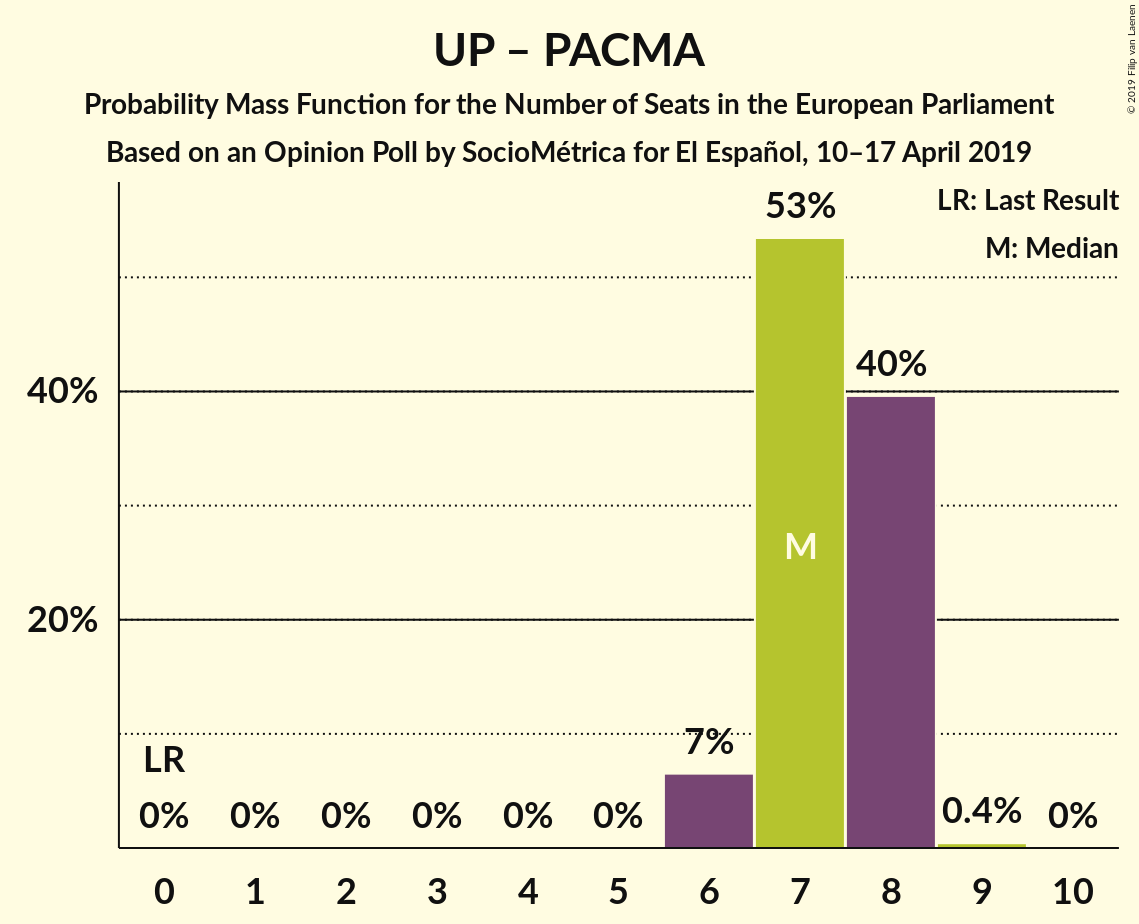 UP – PACMA
Probability Mass Function for the Number of Seats in the European Parliament
Based on an Opinion Poll by SocioMétrica for El Español, 10–17 April 2019
© 2019 Filip van Laenen
LR: Last Result
M: Median
53%
40%
40%
M
20%
7%
LR
0% 0% 0% 0% 0% 0% 0.4% 0%
0 1 2 3 4 5 6 7 8 9 10